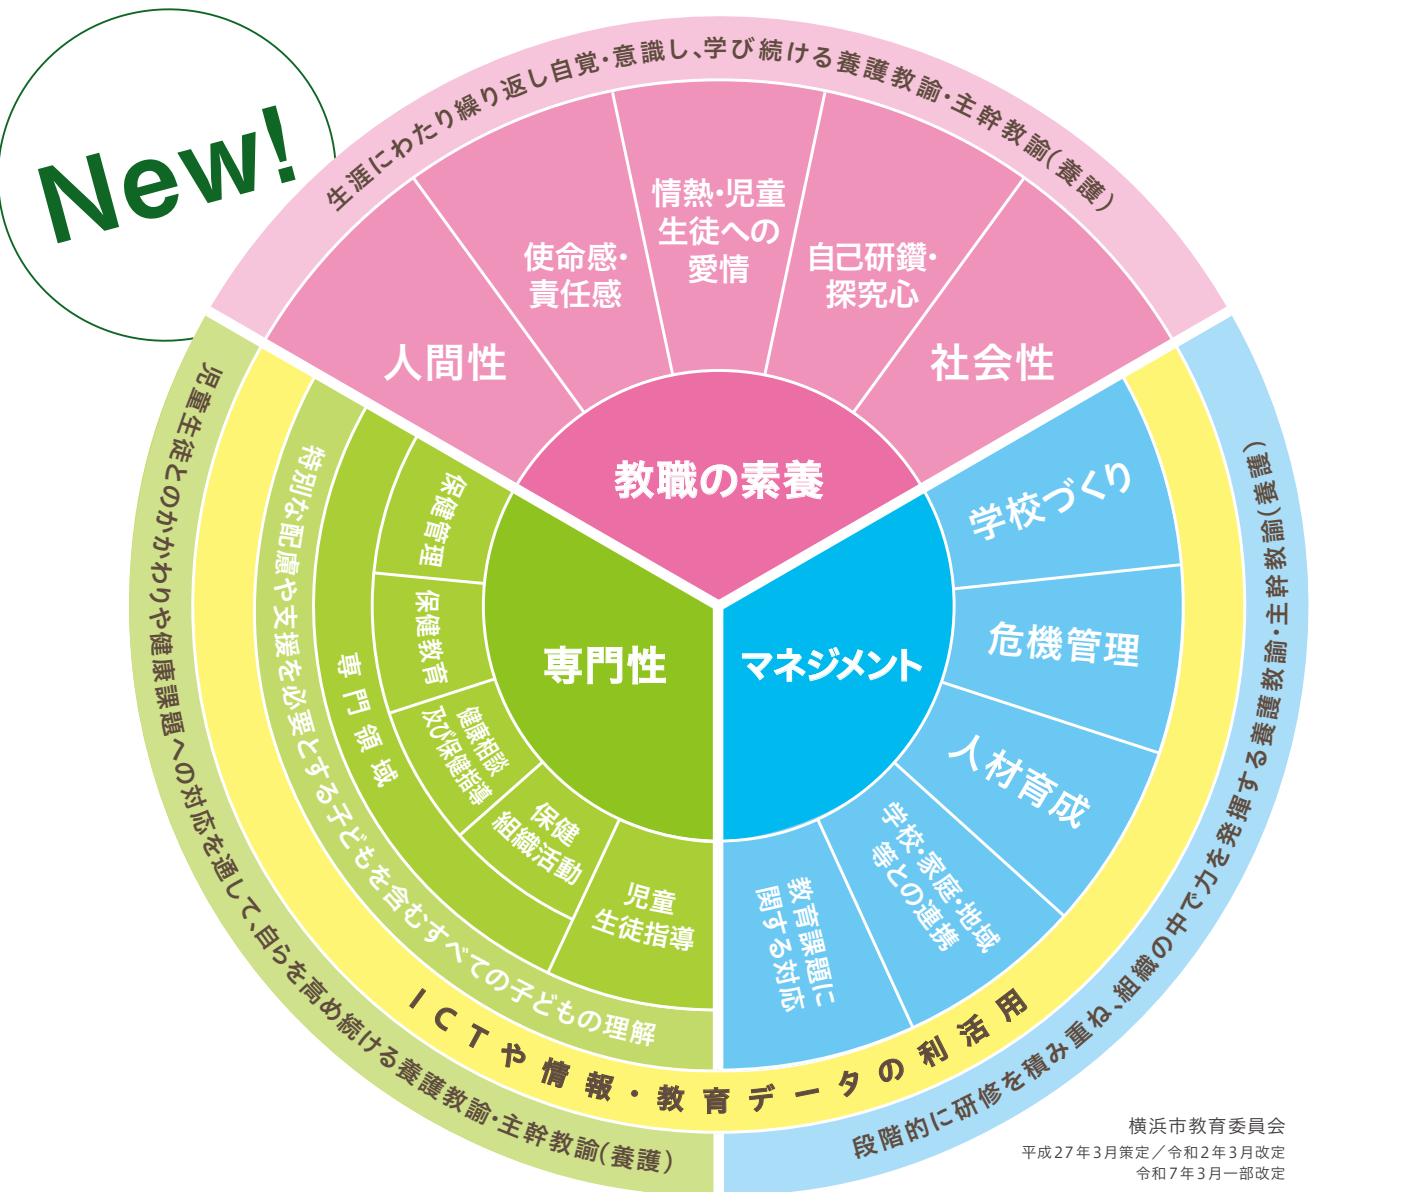 New!
生涯にわたり繰り返し自覚・意識し、学び続ける養護教諭・主幹教諭(養護)
人間性
使命感・
責任感
情熱・児童
生徒への
愛情
自己研鑽・
探究心
社会性
教職の素養
専門性
マネジメント
保健管理
保健教育
健康相談
及び保健指導
保健
組織活動
児童
生徒指導
専門領域
特別な配慮や支援を必要とする子どもを含むすべての子どもの理解
児童生徒とのかかわりや健康課題への対応を通して、自らを高め続ける養護教諭・主幹教諭(養護)
学校づくり
危機管理
人材育成
学校・家庭・地域
等との連携
教育課題に
関する対応
ICTや情報・教育データの利活用
段階的に研修を積み重ね、組織の中で力を発揮する養護教諭・主幹教諭(養護)
横浜市教育委員会
平成27年3月策定／令和2年3月改定
令和7年3月一部改定